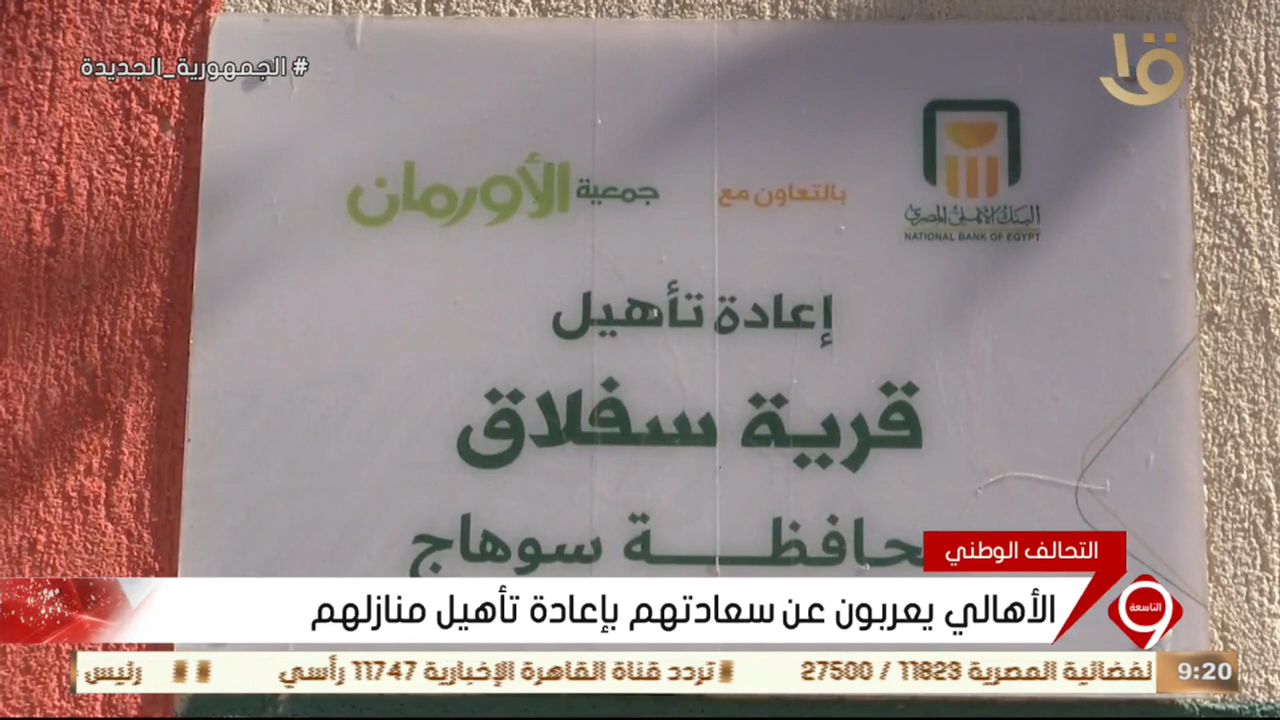 #الجمهورية_الجديدة
البنك الأهلي المصري
NATIONAL BANK OF EGYPT
بالتعاون مع
جمعية الأورمان
إعادة تأهيل
قرية سفلاق
محافظة سوهاج
التحالف الوطني
التاسعة
الأهالي يعربون عن سعادتهم بإعادة تأهيل منازلهم
9:20
لفضائية المصرية 11823 / 27500 # تردد قناة القاهرة الإخبارية 11747 رأسي # # رئيس